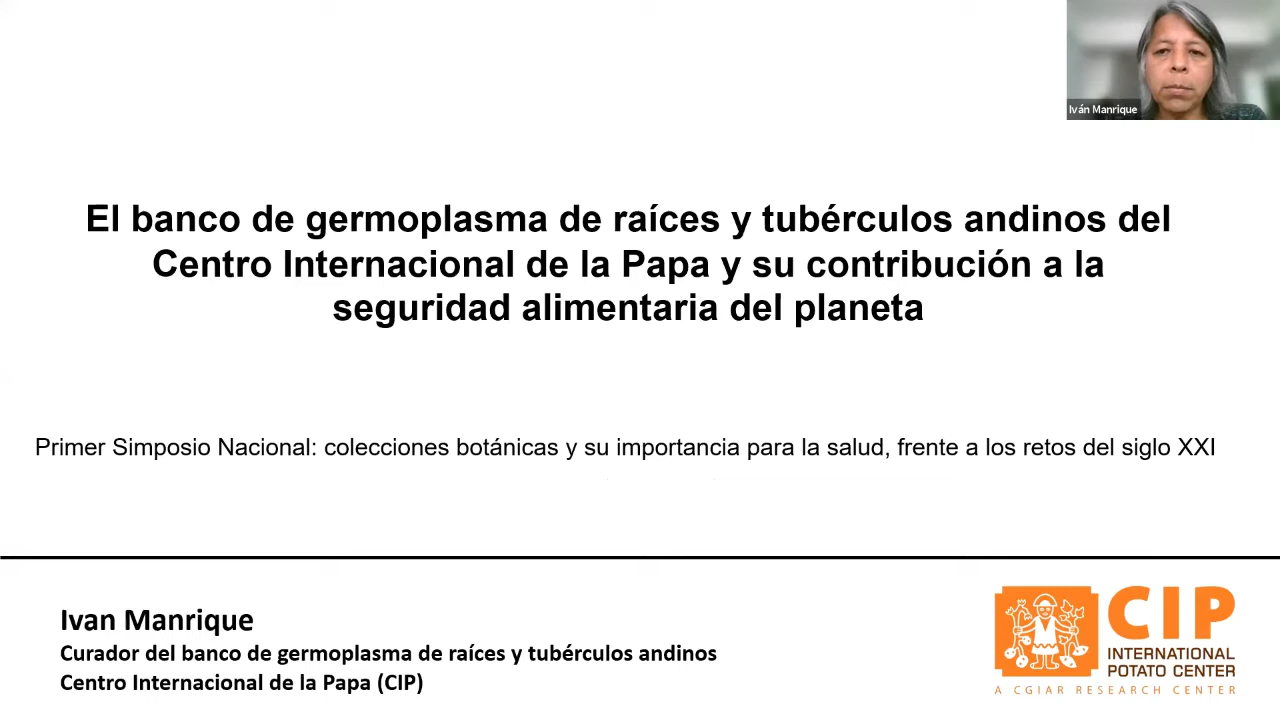 Iván Manrique
El banco de germoplasma de raíces y tubérculos andinos del
Centro Internacional de la Papa y su contribución a la
seguridad alimentaria del planeta
Primer Simposio Nacional: colecciones botánicas y su importancia para la salud, frente a los retos del siglo XXI
Ivan Manrique
Curador del banco de germoplasma de raíces y tubérculos andinos
Centro Internacional de la Papa (CIP)
CIP
INTERNATIONAL
POTATO CENTER
A CGIAR RESEARCH CENTER